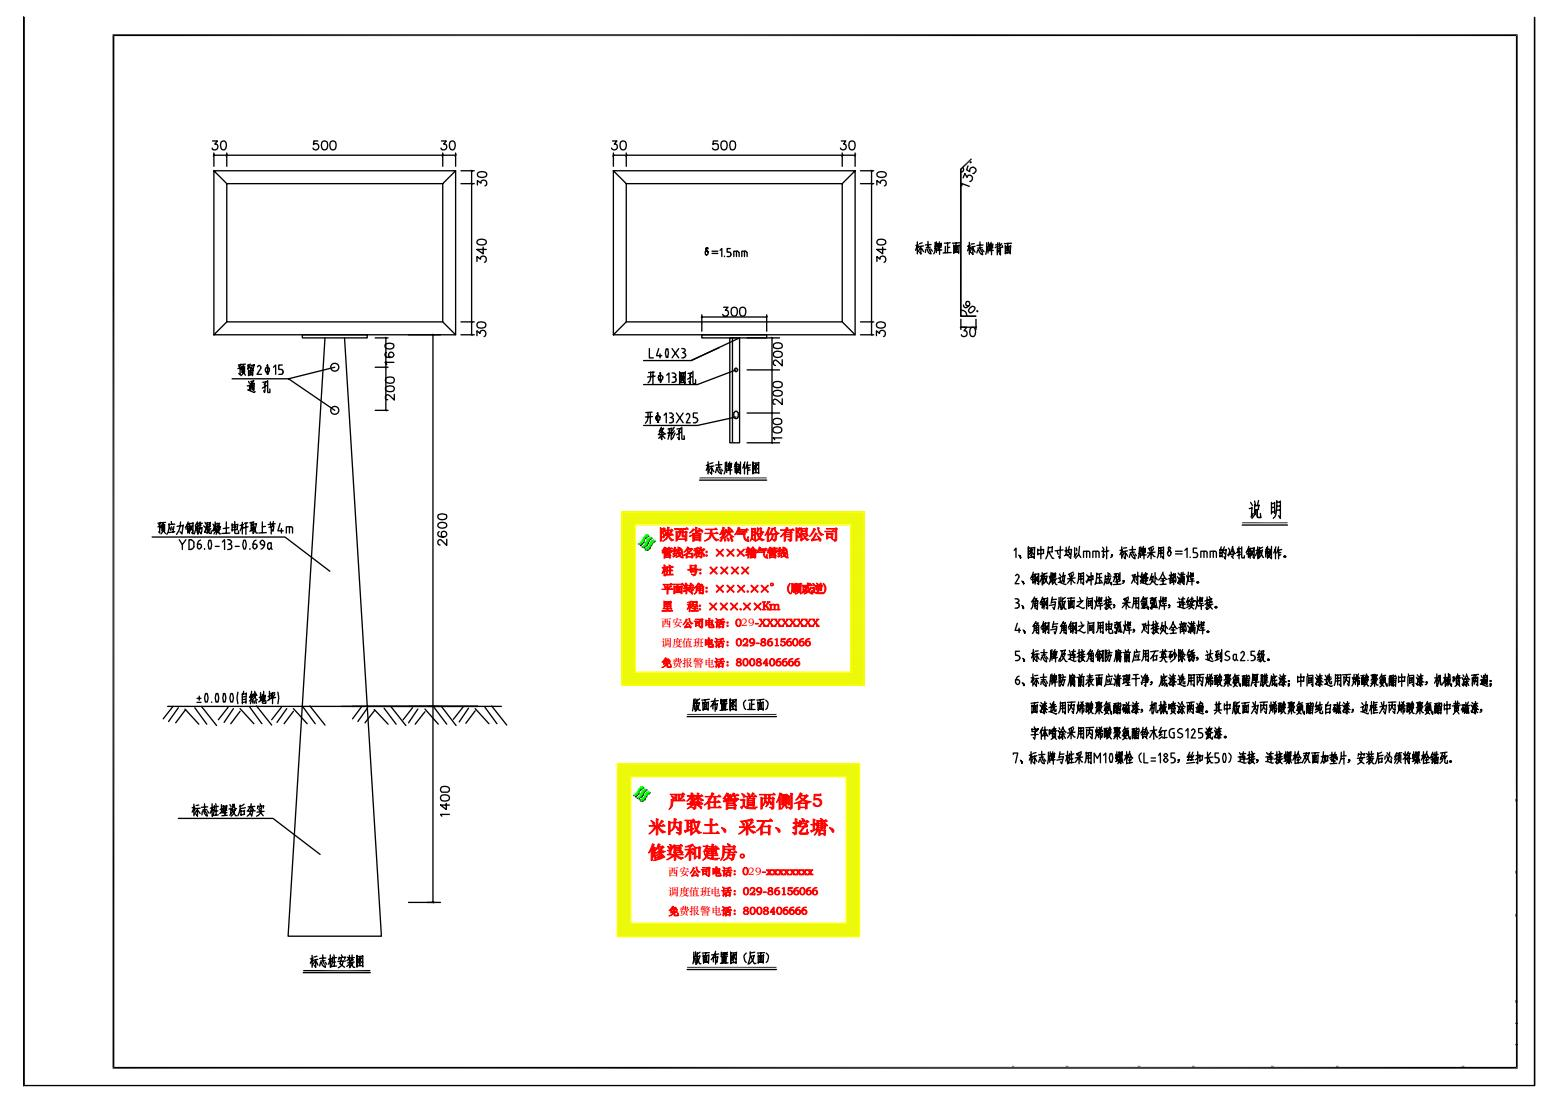 30 500 30
30
340
30
160
200
预留2Φ15
通 孔
2600
预应力钢筋混凝土电杆取上节4m
YD6.0-13-0.69a
±0.000(自然地坪)
1400
标志桩埋设后夯实
标志桩安装图
30 500 30
30
340
30
δ=1.5mm
300
L40X3
开Φ13圆孔
开Φ13X25
条形孔
200
200
100
标志牌制作图
135°
标志牌正面 标志牌背面
90°
30
陕西省天然气股份有限公司
管线名称：×××输气管线
桩 号：××××
平面转角：×××.××°（顺或逆）
里 程：×××.××Km
西安公司电话：029-XXXXXXXX
调度值班电话：029-86156066
免费报警电话：8008406666
版面布置图（正面）
严禁在管道两侧各5
米内取土、采石、挖塘、
修渠和建房。
西安公司电话：029-xxxxxxxx
调度值班电话：029-86156066
免费报警电话：8008406666
版面布置图（反面）
说 明
1、图中尺寸均以mm计，标志牌采用δ=1.5mm的冷轧钢板制作。
2、钢板煨边采用冲压成型，对缝处全部满焊。
3、角钢与版面之间焊接，采用氩弧焊，连续焊接。
4、角钢与角钢之间用电弧焊，对接处全部满焊。
5、标志牌及连接角钢防腐前应用石英砂除锈，达到Sa2.5级。
6、标志牌防腐前表面应清理干净，底漆选用丙烯酸聚氨酯厚膜底漆；中间漆选用丙烯酸聚氨酯中间漆，机械喷涂两遍；
面漆选用丙烯酸聚氨酯磁漆，机械喷涂两遍。其中版面为丙烯酸聚氨酯纯白磁漆，边框为丙烯酸聚氨酯中黄磁漆，
字体喷涂采用丙烯酸聚氨酯铃木红GS125瓷漆。
7、标志牌与桩采用M10螺栓（L=185，丝扣长50）连接，连接螺栓双面加垫片，安装后必须将螺栓锚死。